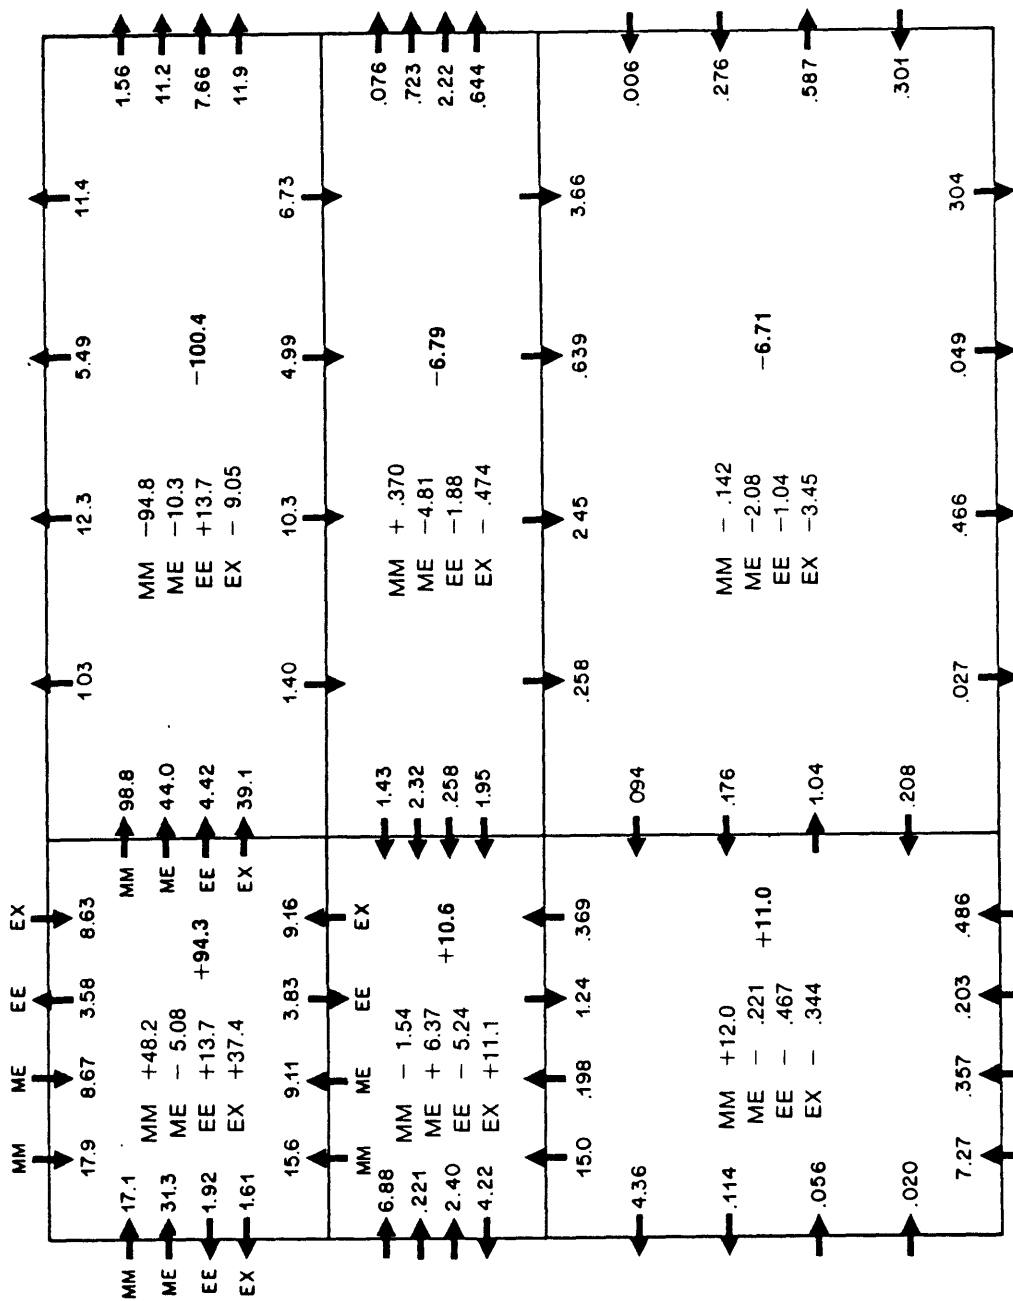 MM ME EE EX
17.9 8.67 3.58 8.63 103 12.3 5.49 11.4
MM 17.1 MM +48.2 MM 98.8 MM −94.8 1.56
ME 31.3 ME − 5.08 ME 44.0 ME −10.3 11.2
EE 1.92 EE +13.7 +94.3 EE 4.42 EE +13.7 −100.4 7.66
EX 1.61 EX +37.4 EX 39.1 EX − 9.05 11.9
15.6 9.11 3.83 9.16 1.40 10.3 4.99 6.73
MM ME EE EX
6.88 MM − 1.54 1.43 MM + .370 .076
.221 ME + 6.37 2.32 ME −4.81 .723
2.40 EE − 5.24 +10.6 .258 EE −1.88 −6.79 2.22
4.22 EX +11.1 1.95 EX − .474 .644
15.0 .198 1.24 .369 .258 2.45 .639 3.66
4.36 .094 .006
.114 MM +12.0 .176 MM − .142 .276
ME − .221 ME −2.08
+11.0 −6.71
EE − .467 EE −1.04
.056 EX − .344 1.04 EX −3.45 .587
.020 .208 .301
7.27 .357 .203 .486 .027 .466 .049 304